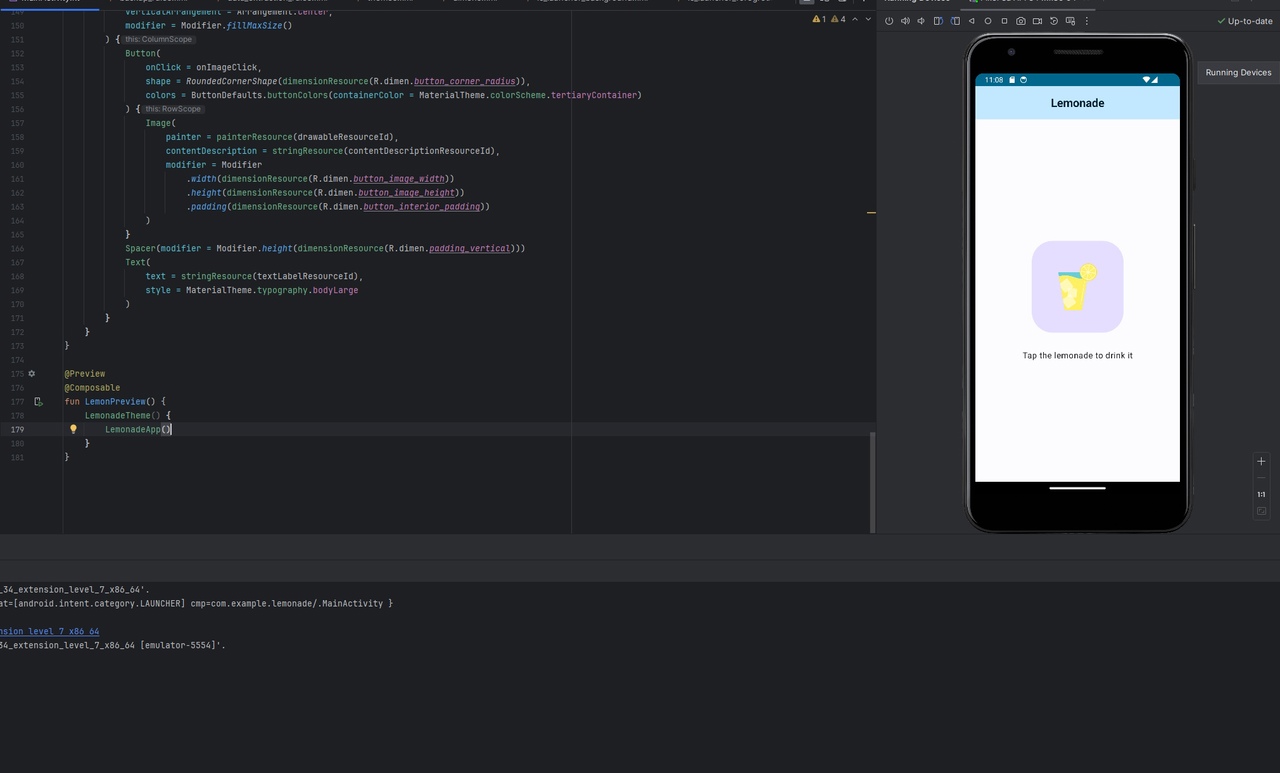 Up-to-date
1 4
150 modifier = Modifier.fillMaxSize()
151 ) { this: ColumnScope
152 Button(
153 onClick = onImageClick,
154 shape = RoundedCornerShape(dimensionResource(R.dimen.button_corner_radius)),
155 colors = ButtonDefaults.buttonColors(containerColor = MaterialTheme.colorScheme.tertiaryContainer)
156 ) { this: RowScope
157 Image(
158 painter = painterResource(drawableResourceId),
159 contentDescription = stringResource(contentDescriptionResourceId),
160 modifier = Modifier
161 .width(dimensionResource(R.dimen.button_image_width))
162 .height(dimensionResource(R.dimen.button_image_height))
163 .padding(dimensionResource(R.dimen.button_interior_padding))
164 )
165 }
166 Spacer(modifier = Modifier.height(dimensionResource(R.dimen.padding_vertical)))
167 Text(
168 text = stringResource(textLabelResourceId),
169 style = MaterialTheme.typography.bodyLarge
170 )
171 }
172 }
173 }
174
175 @Preview
176 @Composable
177 fun LemonPreview() {
178 LemonadeTheme() {
179 LemonadeApp()
180 }
181 }
11:08
Lemonade
Tap the lemonade to drink it
Running Devices
1:1
_34_extension_level_7_x86_64'.
at=[android.intent.category.LAUNCHER] cmp=com.example.lemonade/.MainActivity }
nsion level 7 x86 64
34_extension_level_7_x86_64 [emulator-5554]'.